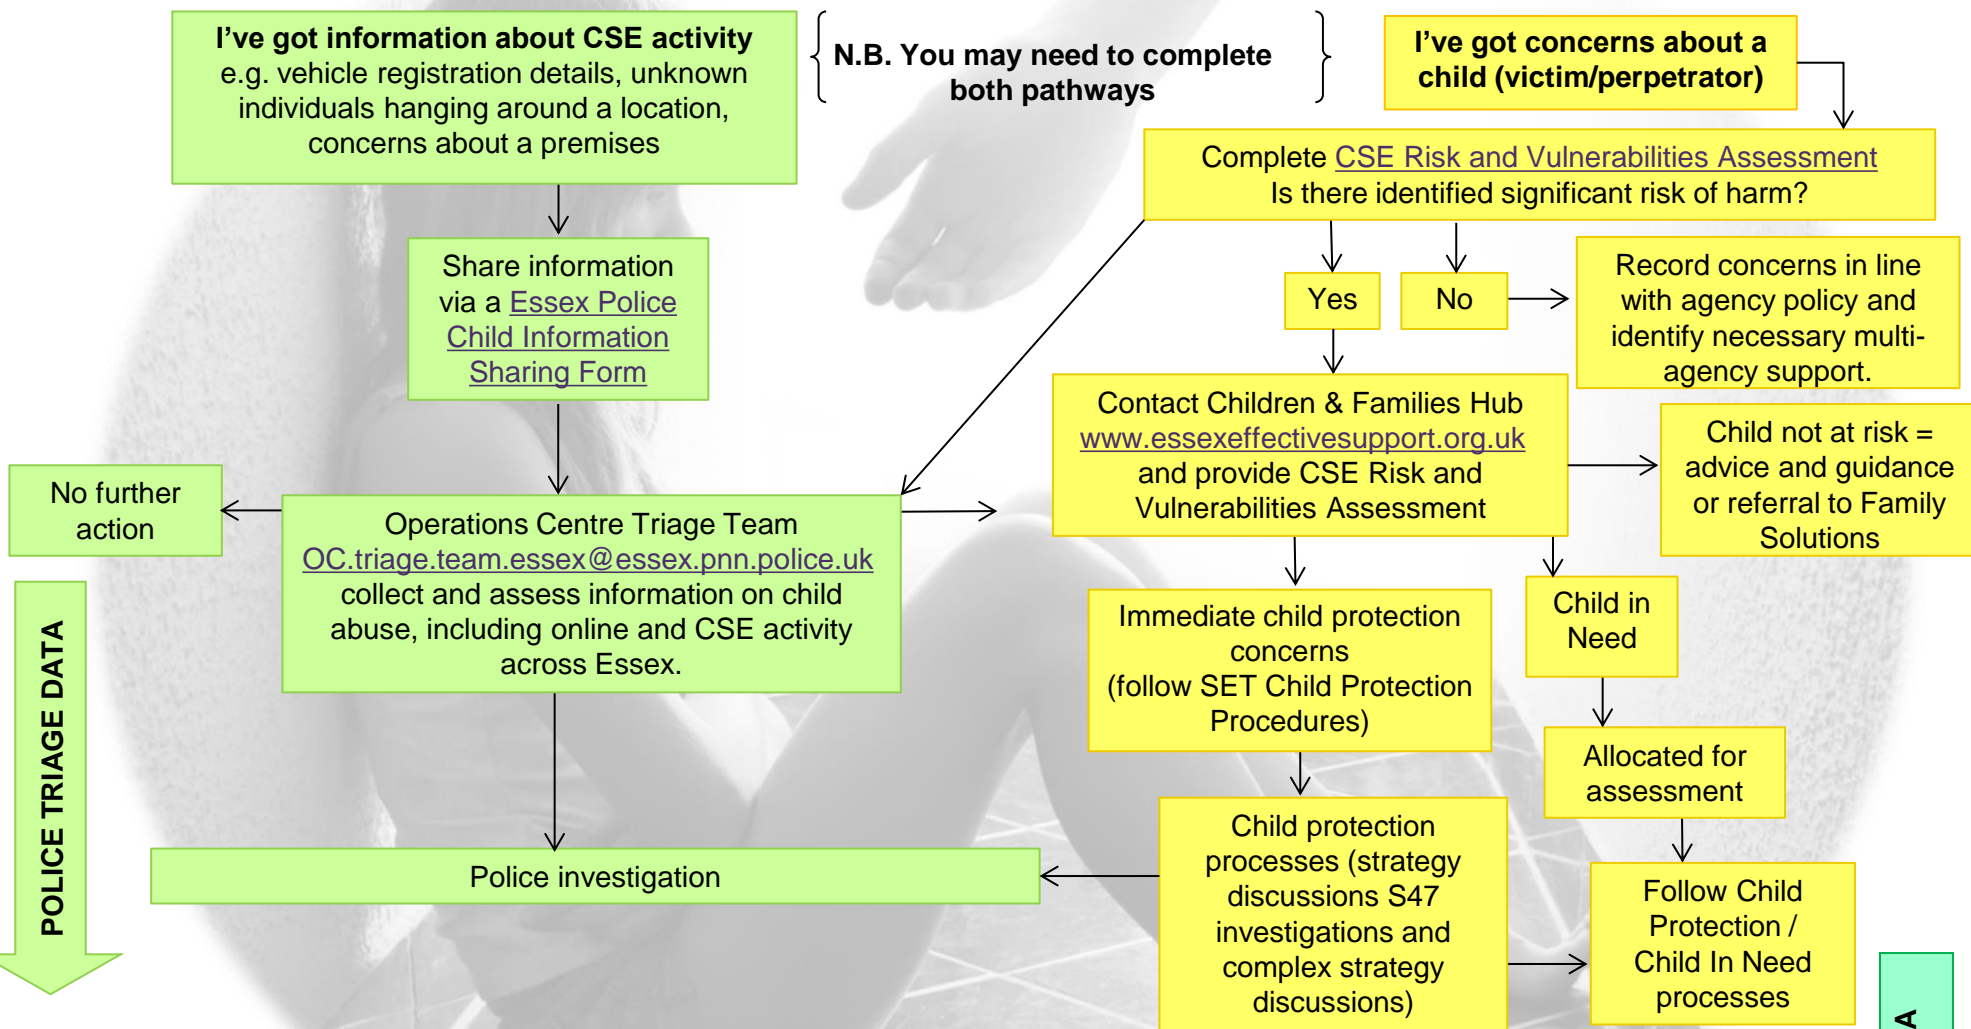 I've got information about CSE activity
e.g. vehicle registration details, unknown
individuals hanging around a location,
concerns about a premises
N.B. You may need to complete
both pathways
I've got concerns about a
child (victim/perpetrator)
Complete CSE Risk and Vulnerabilities Assessment
Is there identified significant risk of harm?
Share information
via a Essex Police
Child Information
Sharing Form
Yes
No
Record concerns in line
with agency policy and
identify necessary multi-
agency support.
Contact Children & Families Hub
www.essexeffectivesupport.org.uk
and provide CSE Risk and
Vulnerabilities Assessment
Child not at risk =
advice and guidance
or referral to Family
Solutions
No further
action
Operations Centre Triage Team
OC.triage.team.essex@essex.pnn.police.uk
collect and assess information on child
abuse, including online and CSE activity
across Essex.
Immediate child protection
concerns
(follow SET Child Protection
Procedures)
Child in
Need
POLICE TRIAGE DATA
Allocated for
assessment
Police investigation
Child protection
processes (strategy
discussions S47
investigations and
complex strategy
discussions)
Follow Child
Protection /
Child In Need
processes
A